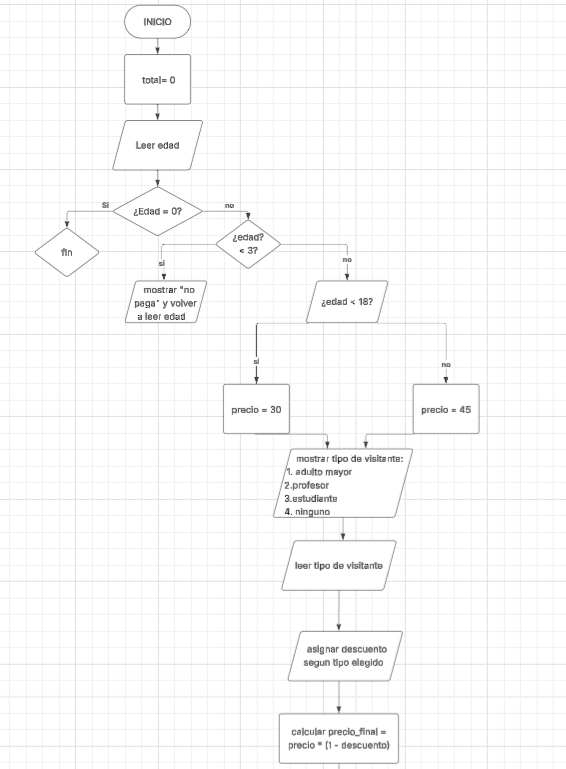 INICIO
total= 0
Leer edad
¿Edad = 0?
Si
no
fin
¿edad?
< 3?
si
no
mostrar "no
paga" y volver
a leer edad
¿edad < 18?
si
no
precio = 30
precio = 45
mostrar tipo de visitante:
1. adulto mayor
2.profesor
3.estudiante
4. ninguno
leer tipo de visitante
asignar descuento
segun tipo elegido
calcular precio_final =
precio * (1 - descuento)